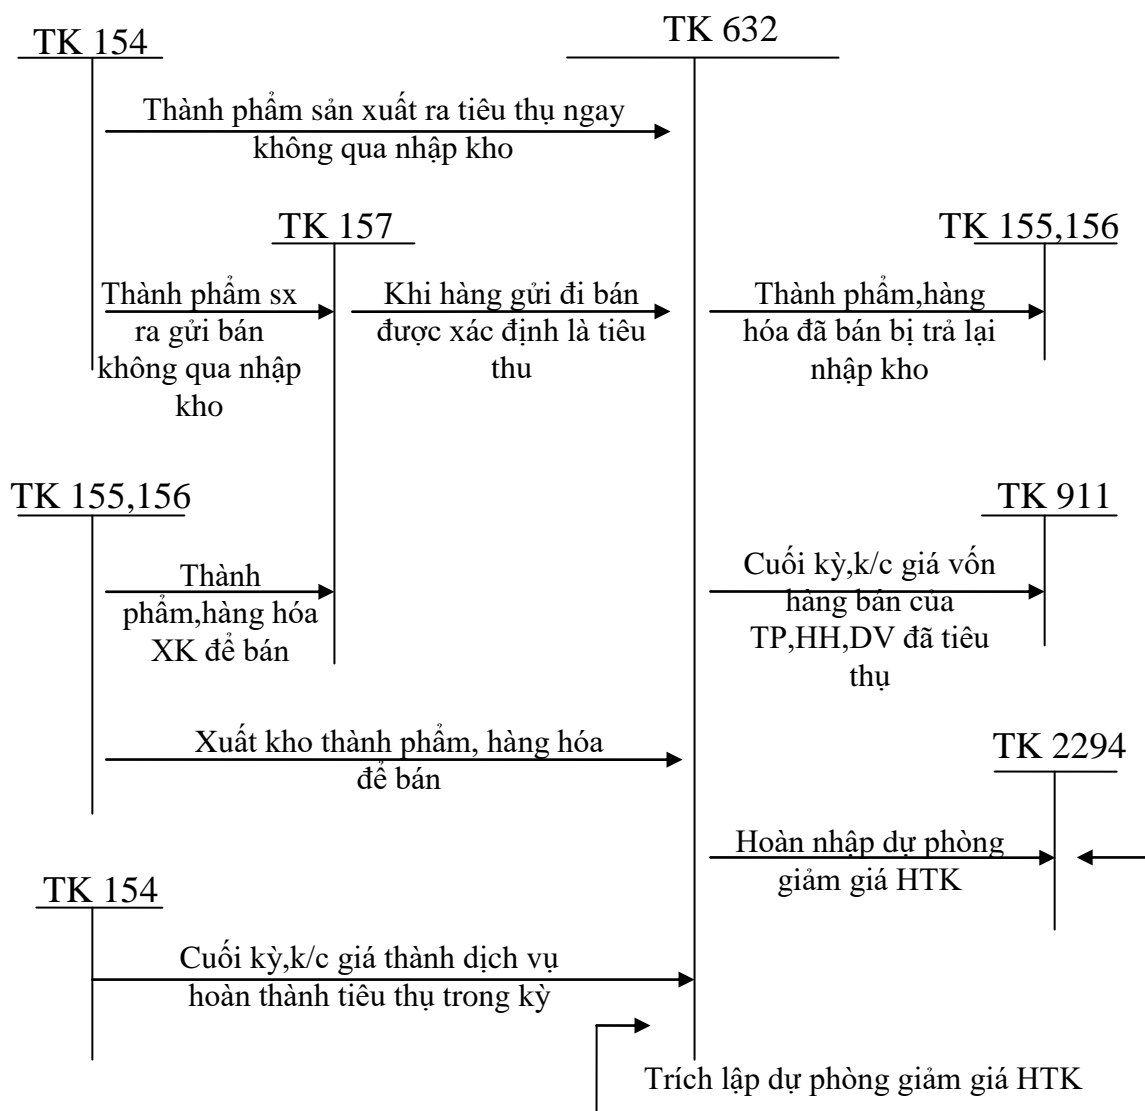 TK 154
TK 632
Thành phẩm sản xuất ra tiêu thụ ngay
không qua nhập kho
TK 157
TK 155,156
Thành phẩm sx
ra gửi bán
không qua nhập
kho
Khi hàng gửi đi bán
được xác định là tiêu
thu
Thành phẩm,hàng
hóa đã bán bị trả lại
nhập kho
TK 155,156
TK 911
Thành
phẩm,hàng hóa
XK để bán
Cuối kỳ,k/c giá vốn
hàng bán của
TP,HH,DV đã tiêu
thụ
Xuất kho thành phẩm, hàng hóa
để bán
TK 2294
Hoàn nhập dự phòng
giảm giá HTK
TK 154
Cuối kỳ,k/c giá thành dịch vụ
hoàn thành tiêu thụ trong kỳ
Trích lập dự phòng giảm giá HTK